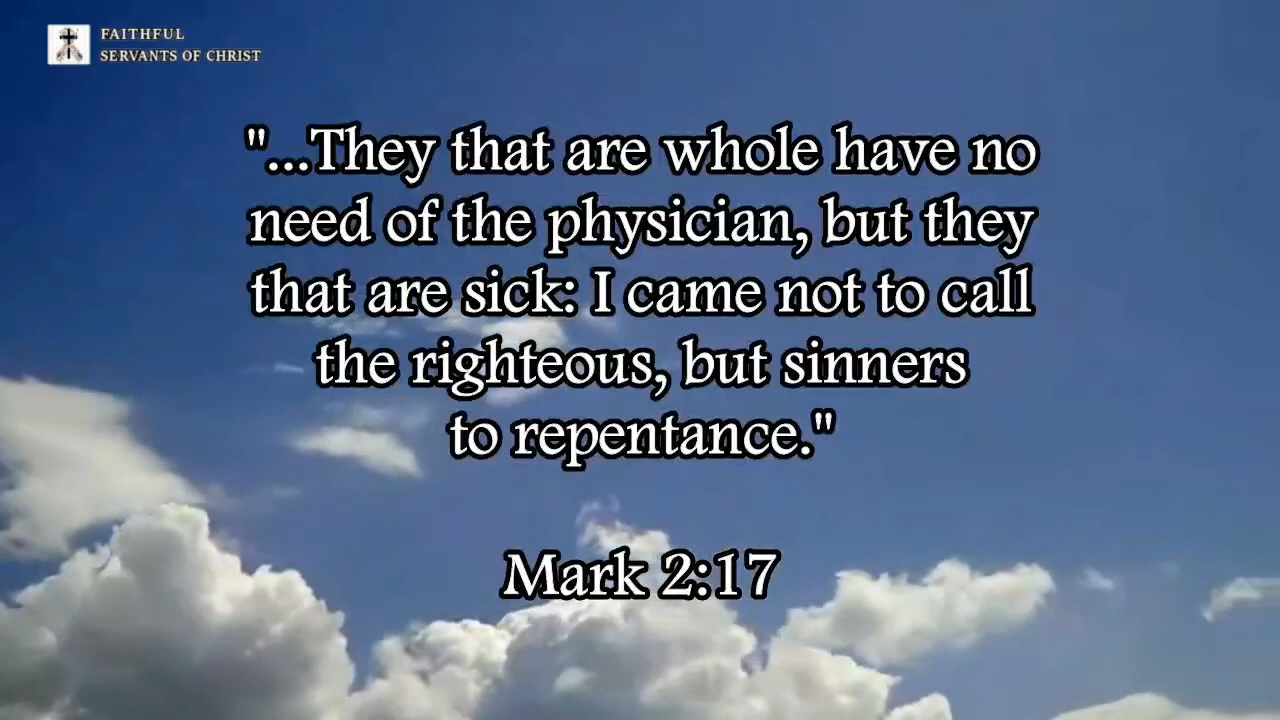 FAITHFUL
SERVANTS OF CHRIST
"...They that are whole have no
need of the physician, but they
that are sick: I came not to call
the righteous, but sinners
to repentance."
Mark 2:17